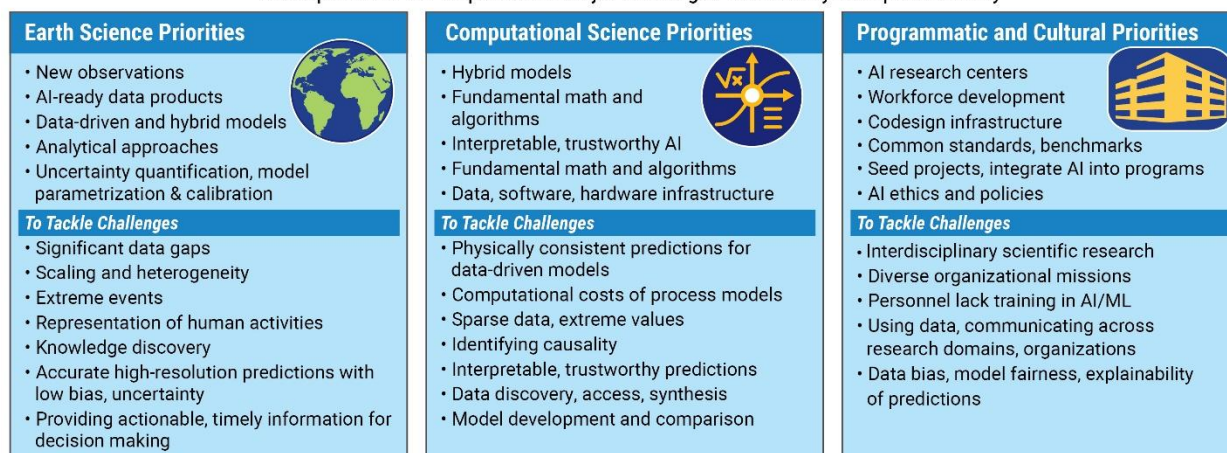 Earth Science Priorities
• New observations
• AI-ready data products
• Data-driven and hybrid models
• Analytical approaches
• Uncertainty quantification, model
parametrization & calibration
To Tackle Challenges
• Significant data gaps
• Scaling and heterogeneity
• Extreme events
• Representation of human activities
• Knowledge discovery
• Accurate high-resolution predictions with
low bias, uncertainty
• Providing actionable, timely information for
decision making
Computational Science Priorities
• Hybrid models
• Fundamental math and
algorithms
• Interpretable, trustworthy AI
• Fundamental math and algorithms
• Data, software, hardware infrastructure
√x
To Tackle Challenges
• Physically consistent predictions for
data-driven models
• Computational costs of process models
• Sparse data, extreme values
• Identifying causality
• Interpretable, trustworthy predictions
• Data discovery, access, synthesis
• Model development and comparison
Programmatic and Cultural Priorities
• AI research centers
• Workforce development
• Codesign infrastructure
• Common standards, benchmarks
• Seed projects, integrate AI into programs
• AI ethics and policies
To Tackle Challenges
• Interdisciplinary scientific research
• Diverse organizational missions
• Personnel lack training in AI/ML
• Using data, communicating across
research domains, organizations
• Data bias, model fairness, explainability
of predictions